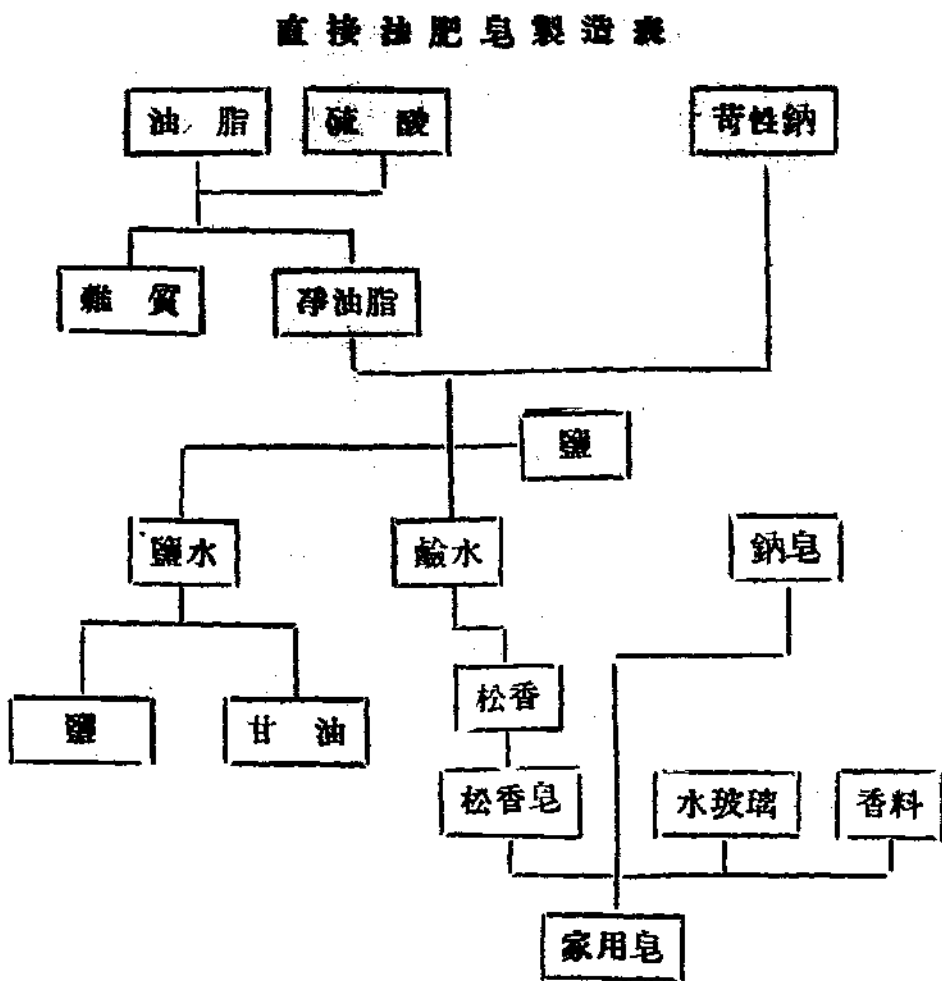 直接油肥皂製造表
油脂 硫酸 苛性鈉
雜質 淨油脂
鹽
鹽水 鹼水 鈉皂
松香
鹽 甘油
松香皂 水玻璃 香料
家用皂